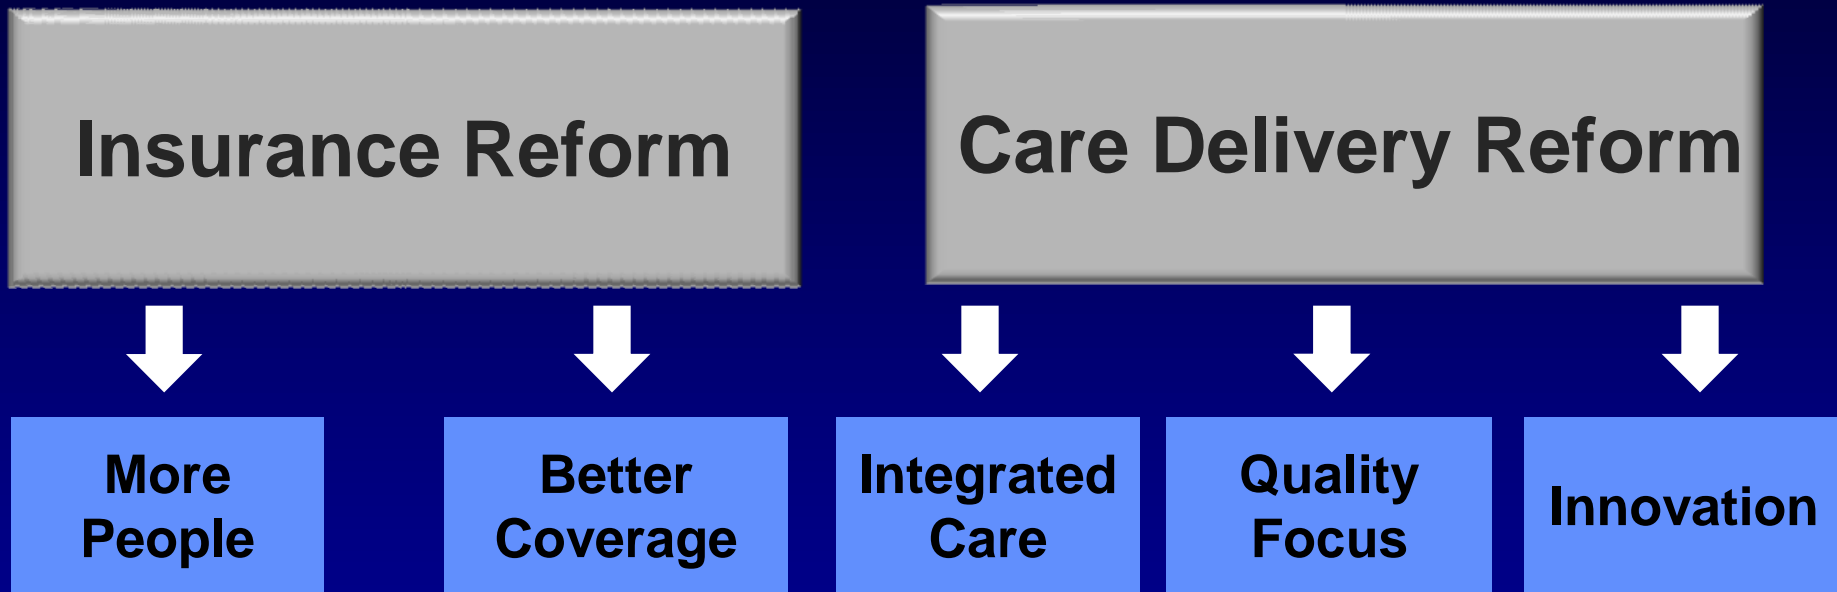 Insurance Reform
Care Delivery Reform
More
People
Better
Coverage
Integrated
Care
Quality
Focus
Innovation